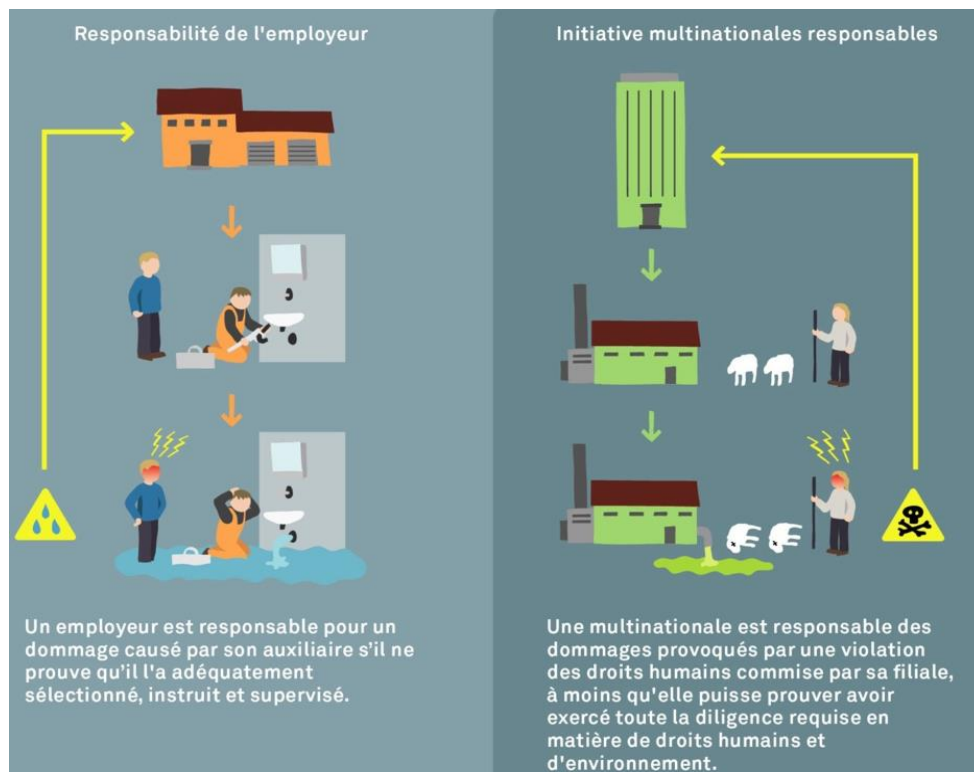 Responsabilité de l'employeur
Un employeur est responsable pour un
dommage causé par son auxiliaire s'il ne
prouve qu'il l'a adéquatement
sélectionné, instruit et supervisé.
Initiative multinationales responsables
Une multinationale est responsable des
dommages provoqués par une violation
des droits humains commise par sa filiale,
à moins qu'elle puisse prouver avoir
exercé toute la diligence requise en
matière de droits humains et
d'environnement.